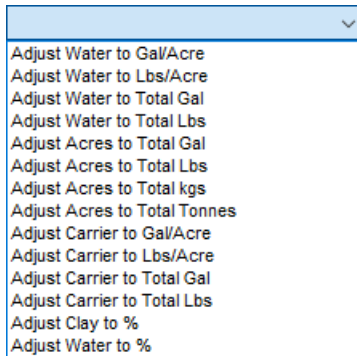 Adjust Water to Gal/Acre
Adjust Water to Lbs/Acre
Adjust Water to Total Gal
Adjust Water to Total Lbs
Adjust Acres to Total Gal
Adjust Acres to Total Lbs
Adjust Acres to Total kgs
Adjust Acres to Total Tonnes
Adjust Carrier to Gal/Acre
Adjust Carrier to Lbs/Acre
Adjust Carrier to Total Gal
Adjust Carrier to Total Lbs
Adjust Clay to %
Adjust Water to %